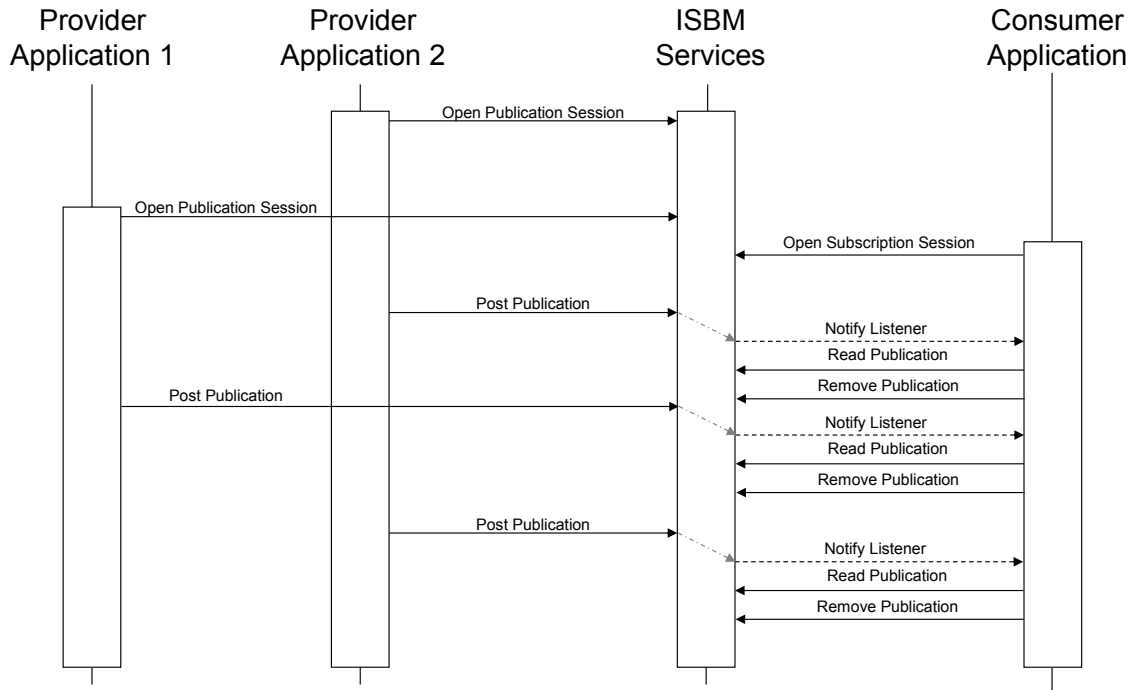 Provider
Application 1
Provider
Application 2
ISBM
Services
Consumer
Application
Open Publication Session
Open Publication Session
Open Subscription Session
Post Publication
Notify Listener
Read Publication
Remove Publication
Post Publication
Notify Listener
Read Publication
Remove Publication
Post Publication
Notify Listener
Read Publication
Remove Publication